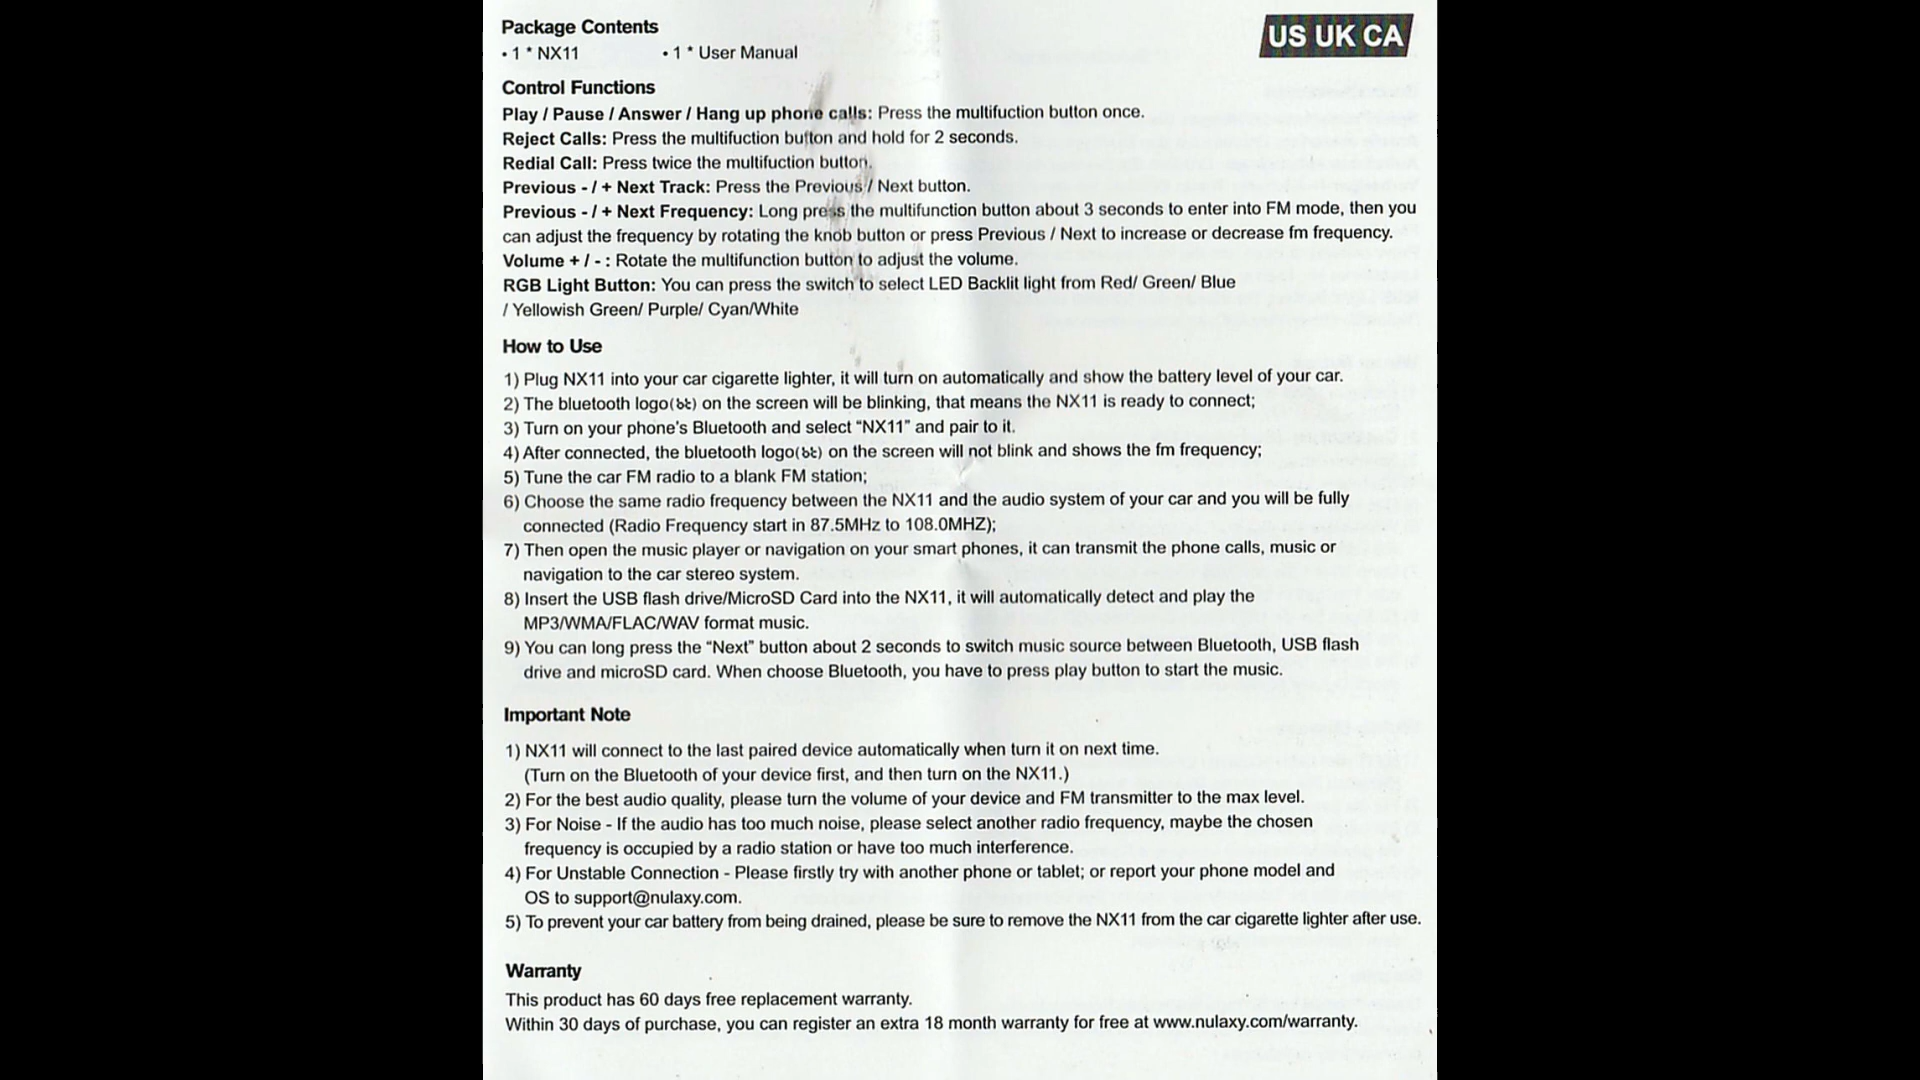 Package Contents
US UK CA
• 1 * NX11 • 1 * User Manual
Control Functions
Play / Pause / Answer / Hang up phone calls: Press the multifuction button once.
Reject Calls: Press the multifuction button and hold for 2 seconds.
Redial Call: Press twice the multifuction button.
Previous - / + Next Track: Press the Previous / Next button.
Previous - / + Next Frequency: Long press the multifunction button about 3 seconds to enter into FM mode, then you
can adjust the frequency by rotating the knob button or press Previous / Next to increase or decrease fm frequency.
Volume + / - : Rotate the multifunction button to adjust the volume.
RGB Light Button: You can press the switch to select LED Backlit light from Red/ Green/ Blue
/ Yellowish Green/ Purple/ Cyan/White
How to Use
1) Plug NX11 into your car cigarette lighter, it will turn on automatically and show the battery level of your car.
2) The bluetooth logo(bt) on the screen will be blinking, that means the NX11 is ready to connect;
3) Turn on your phone's Bluetooth and select “NX11” and pair to it.
4) After connected, the bluetooth logo(bt) on the screen will not blink and shows the fm frequency;
5) Tune the car FM radio to a blank FM station;
6) Choose the same radio frequency between the NX11 and the audio system of your car and you will be fully
connected (Radio Frequency start in 87.5MHz to 108.0MHZ);
7) Then open the music player or navigation on your smart phones, it can transmit the phone calls, music or
navigation to the car stereo system.
8) Insert the USB flash drive/MicroSD Card into the NX11, it will automatically detect and play the
MP3/WMA/FLAC/WAV format music.
9) You can long press the “Next” button about 2 seconds to switch music source between Bluetooth, USB flash
drive and microSD card. When choose Bluetooth, you have to press play button to start the music.
Important Note
1) NX11 will connect to the last paired device automatically when turn it on next time.
(Turn on the Bluetooth of your device first, and then turn on the NX11.)
2) For the best audio quality, please turn the volume of your device and FM transmitter to the max level.
3) For Noise - If the audio has too much noise, please select another radio frequency, maybe the chosen
frequency is occupied by a radio station or have too much interference.
4) For Unstable Connection - Please firstly try with another phone or tablet; or report your phone model and
OS to support@nulaxy.com.
5) To prevent your car battery from being drained, please be sure to remove the NX11 from the car cigarette lighter after use.
Warranty
This product has 60 days free replacement warranty.
Within 30 days of purchase, you can register an extra 18 month warranty for free at www.nulaxy.com/warranty.